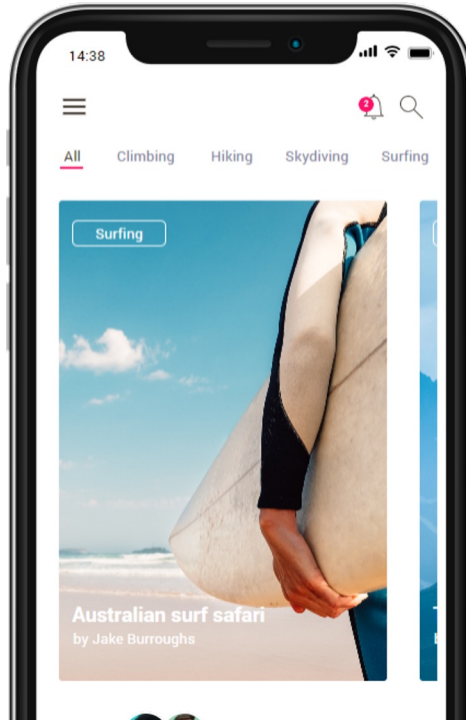 14:38
2
All Climbing Hiking Skydiving Surfing
Surfing
Australian surf safari
by Jake Burroughs